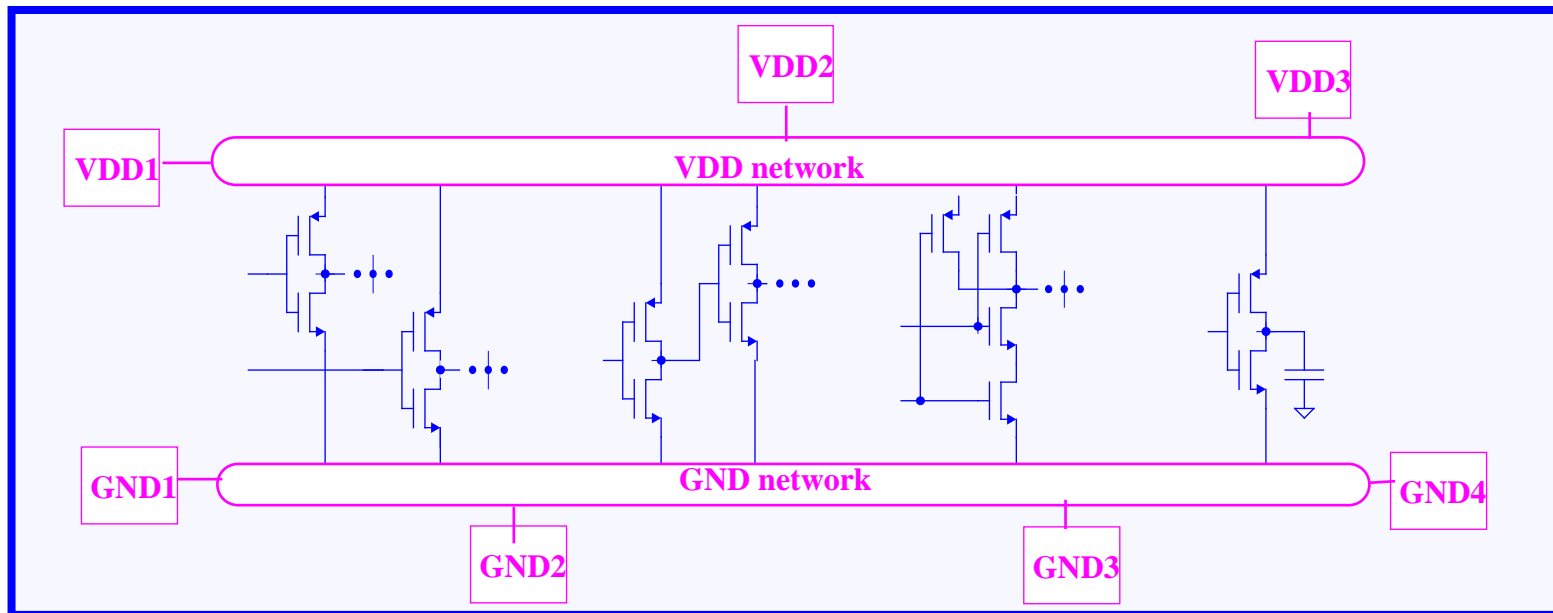 VDD2
VDD3
VDD1
VDD network
GND1
GND network
GND4
GND2
GND3